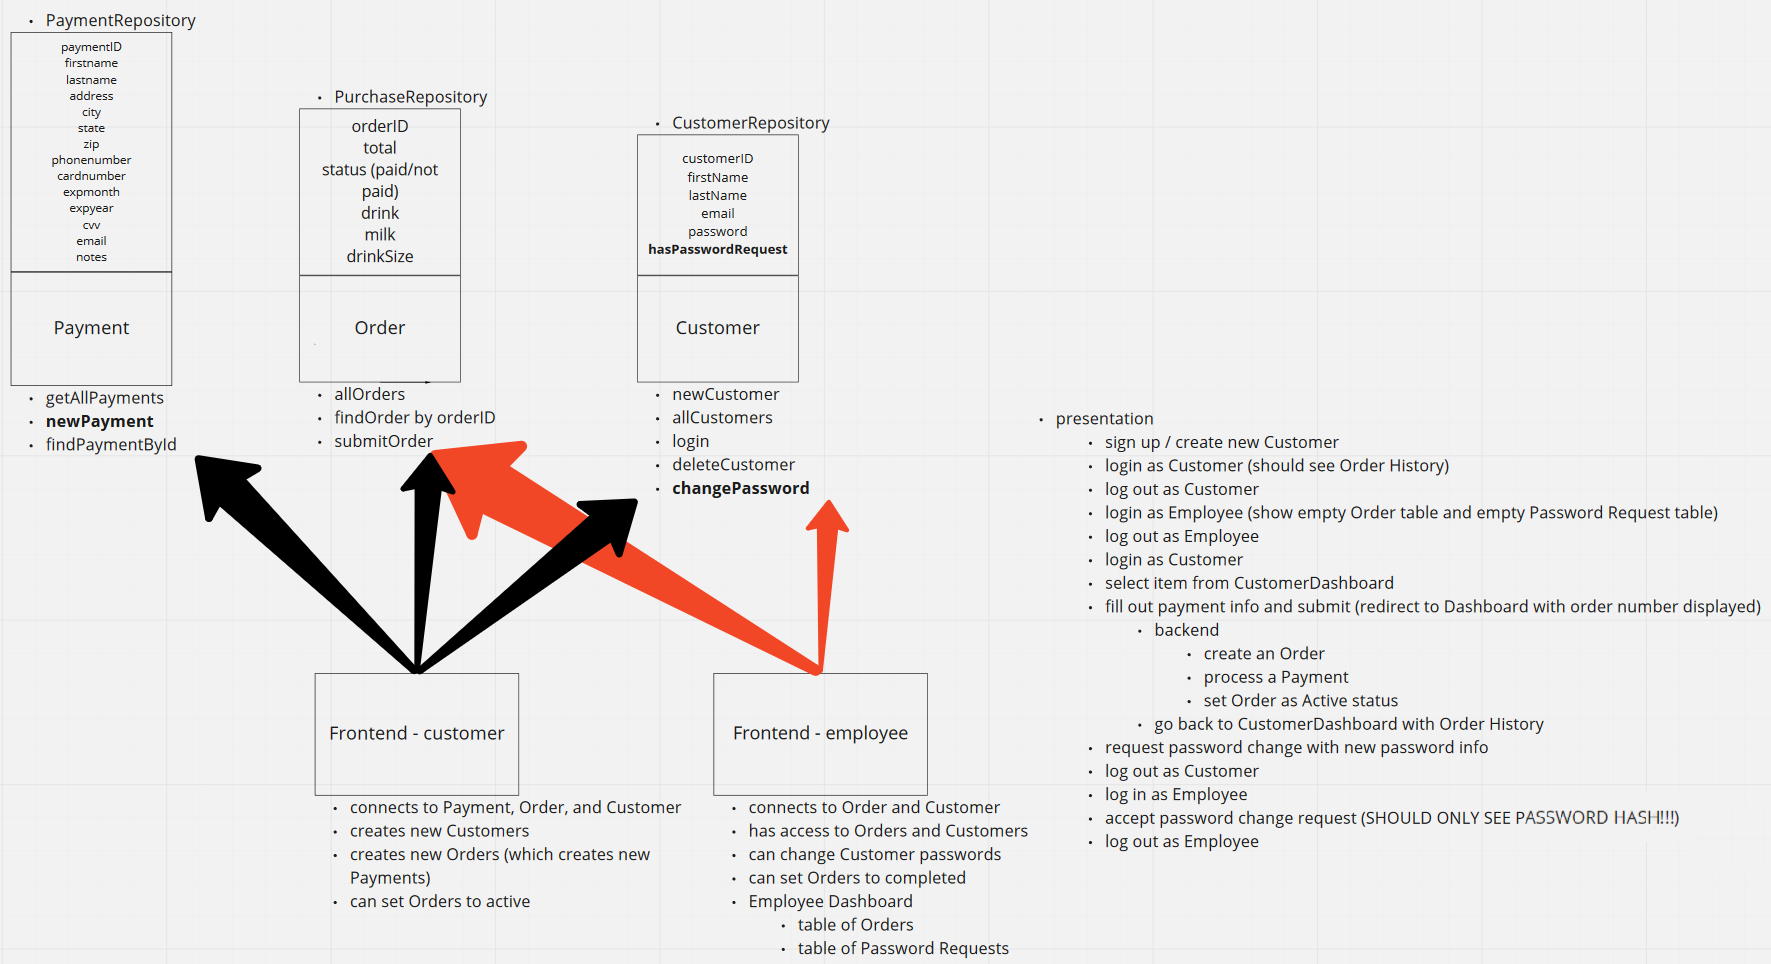 PaymentRepository
paymentID
firstname
lastname
address
city
state
zip
phonenumber
cardnumber
expmonth
expyear
cvv
email
notes
Payment
getAllPayments
newPayment
findPaymentById
PurchaseRepository
orderID
total
status (paid/not
paid)
drink
milk
drinkSize
Order
allOrders
findOrder by orderID
submitOrder
CustomerRepository
customerID
firstName
lastName
email
password
hasPasswordRequest
Customer
newCustomer
allCustomers
login
deleteCustomer
changePassword
Frontend - customer
connects to Payment, Order, and Customer
creates new Customers
creates new Orders (which creates new
Payments)
can set Orders to active
Frontend - employee
connects to Order and Customer
has access to Orders and Customers
can change Customer passwords
can set Orders to completed
Employee Dashboard
table of Orders
table of Password Requests
presentation
sign up / create new Customer
login as Customer (should see Order History)
log out as Customer
login as Employee (show empty Order table and empty Password Request table)
log out as Employee
login as Customer
select item from CustomerDashboard
fill out payment info and submit (redirect to Dashboard with order number displayed)
backend
create an Order
process a Payment
set Order as Active status
go back to CustomerDashboard with Order History
request password change with new password info
log out as Customer
log in as Employee
accept password change request (SHOULD ONLY SEE PASSWORD HASH!!!)
log out as Employee